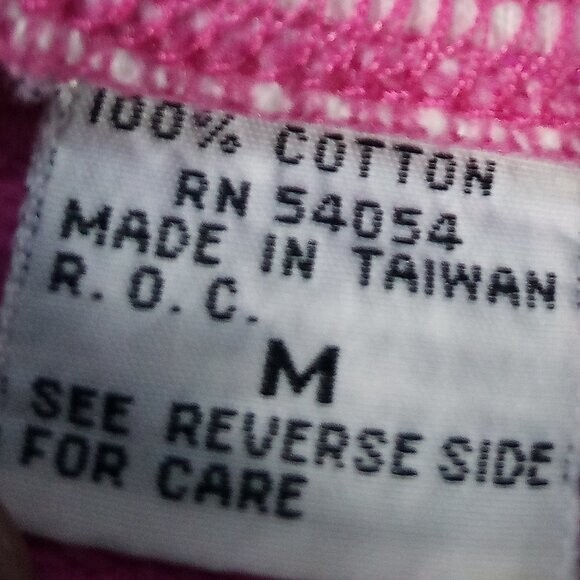 100% COTTON
RN 54054
MADE IN TAIWAN
R.O.C.
M
SEE REVERSE SIDE
FOR CARE